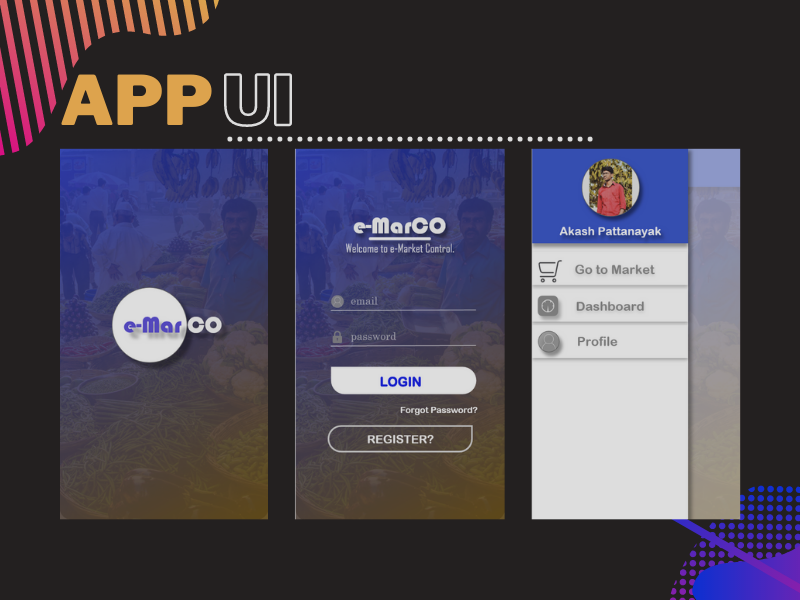 APP UI
e-MarCO
e-MarCO
Welcome to e-Market Control.
email
password
LOGIN
Forgot Password?
REGISTER?
Akash Pattanayak
Go to Market
Dashboard
Profile